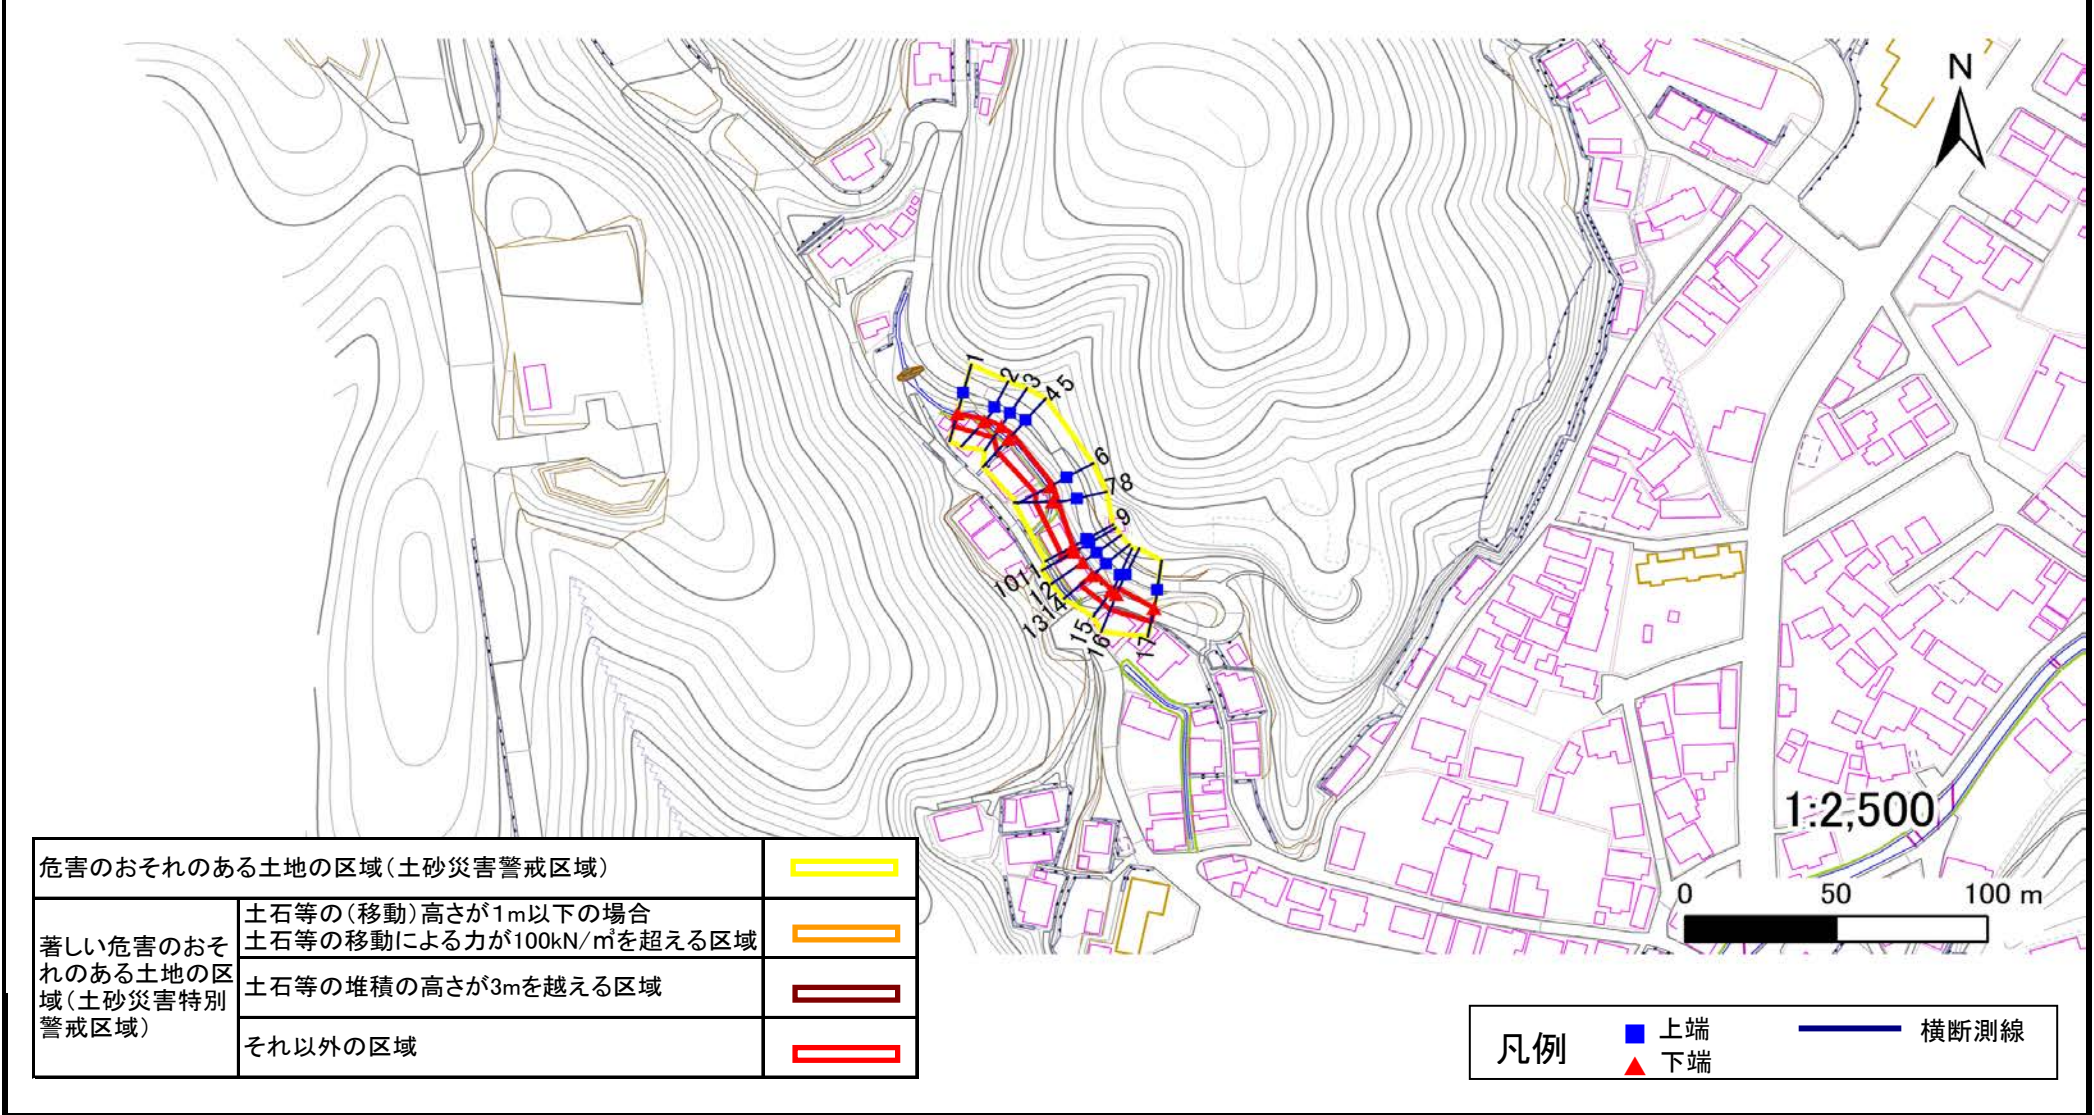 N
1
2
3
4
5
6
7
8
9
10
11
12
13
14
15
16
17
1:2,500
0 50 100 m
危害のおそれのある土地の区域(土砂災害警戒区域)
著しい危害のおそ
れのある土地の区
域(土砂災害特別
警戒区域)
土石等の(移動)高さが1m以下の場合
土石等の移動による力が100kN/㎡を超える区域
土石等の堆積の高さが3mを越える区域
それ以外の区域
凡例
上端
下端
横断測線